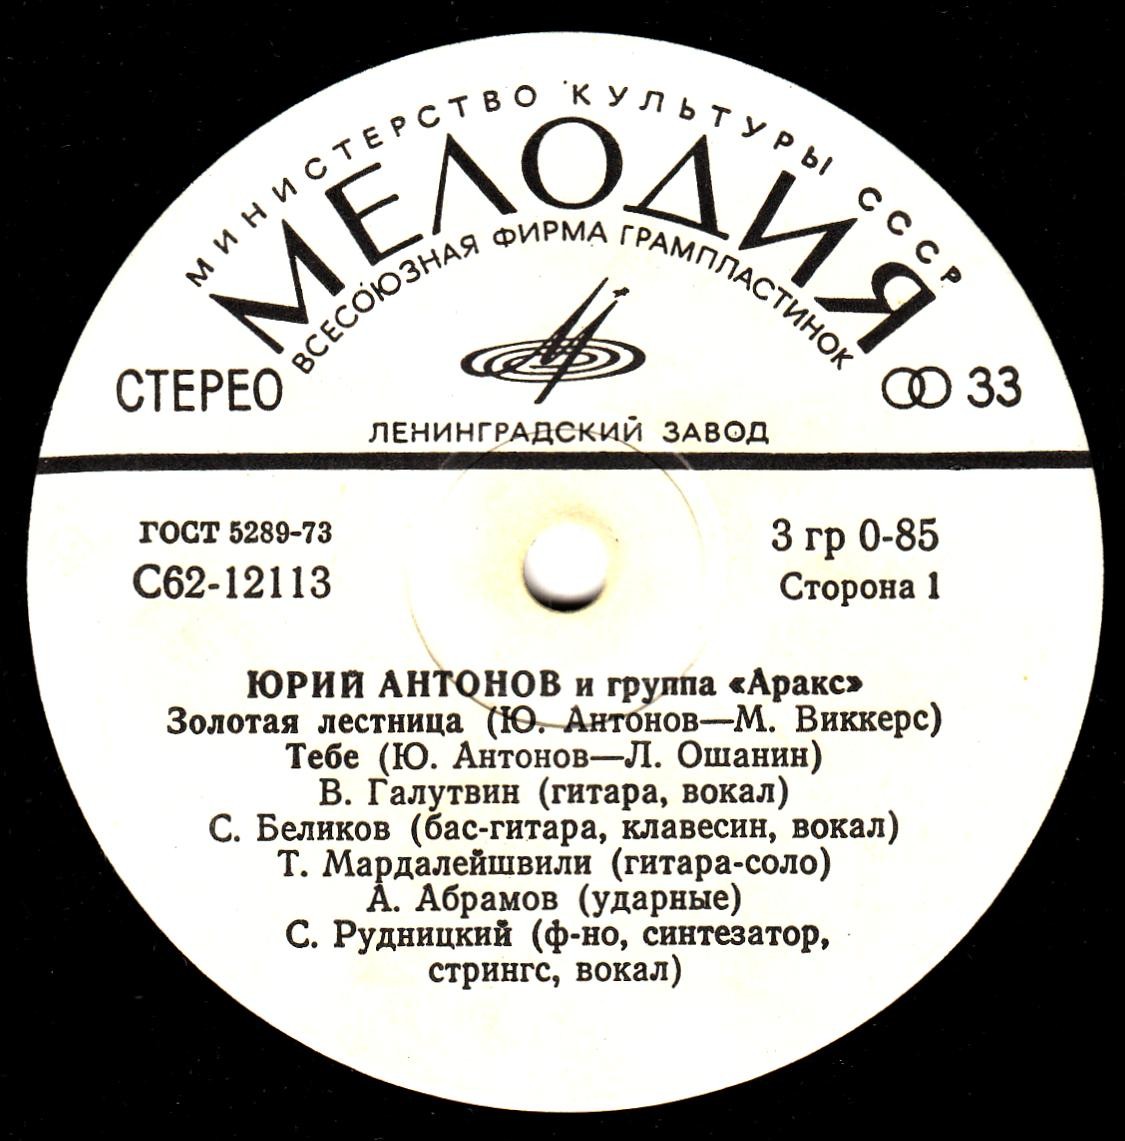 МИНИСТЕРСТВО КУЛЬТУРЫ СССР
МЕЛОДИЯ
ВСЕСОЮЗНАЯ ФИРМА ГРАМПЛАСТИНОК
СТЕРЕО
33
ЛЕНИНГРАДСКИЙ ЗАВОД
ГОСТ 5289-73
3 гр 0-85
С62-12113
Сторона 1
ЮРИЙ АНТОНОВ и группа «Аракс»
Золотая лестница (Ю. Антонов—М. Виккерс)
Тебе (Ю. Антонов—Л. Ошанин)
В. Галутвин (гитара, вокал)
С. Беликов (бас-гитара, клавесин, вокал)
Т. Мардалейшвили (гитара-соло)
А. Абрамов (ударные)
С. Рудницкий (ф-но, синтезатор,
стрингс, вокал)